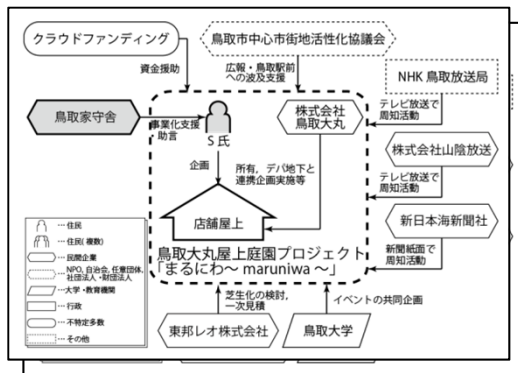 クラウドファンディング
鳥取市中心市街地活性化協議会
資金援助
広報・鳥取駅前
への波及支援
NHK 鳥取放送局
鳥取家守舎
事業化支援
・助言
S 氏
株式会社
鳥取大丸
テレビ放送で
周知活動
企画
所有，デパ地下と
連携企画実施等
株式会社山陰放送
テレビ放送で
周知活動
店舗屋上
新日本海新聞社
新聞紙面で
周知活動
鳥取大丸屋上庭園プロジェクト
「まるにわ～ maruniwa ～」
…住民
…住民(複数)
…民間企業
…NPO, 自治会, 任意団体,
社団法人・財団法人
…大学・教育機関
…行政
…不特定多数
…その他
芝生化の検討，
一次見積
イベントの共同企画
東邦レオ株式会社
鳥取大学